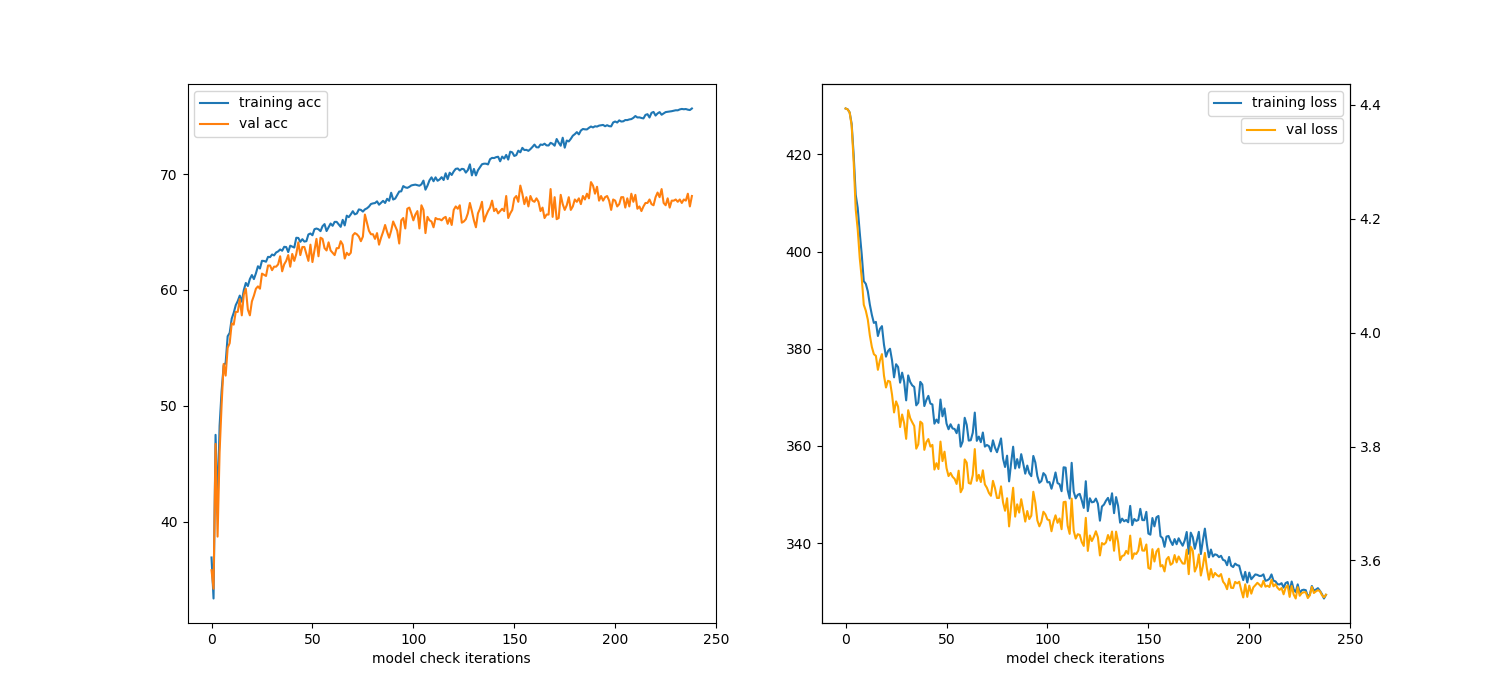 training acc
val acc
70
60
50
40
0 50 100 150 200 250
model check iterations
training loss
val loss
420
400
380
360
340
4.4
4.2
4.0
3.8
3.6
0 50 100 150 200 250
model check iterations